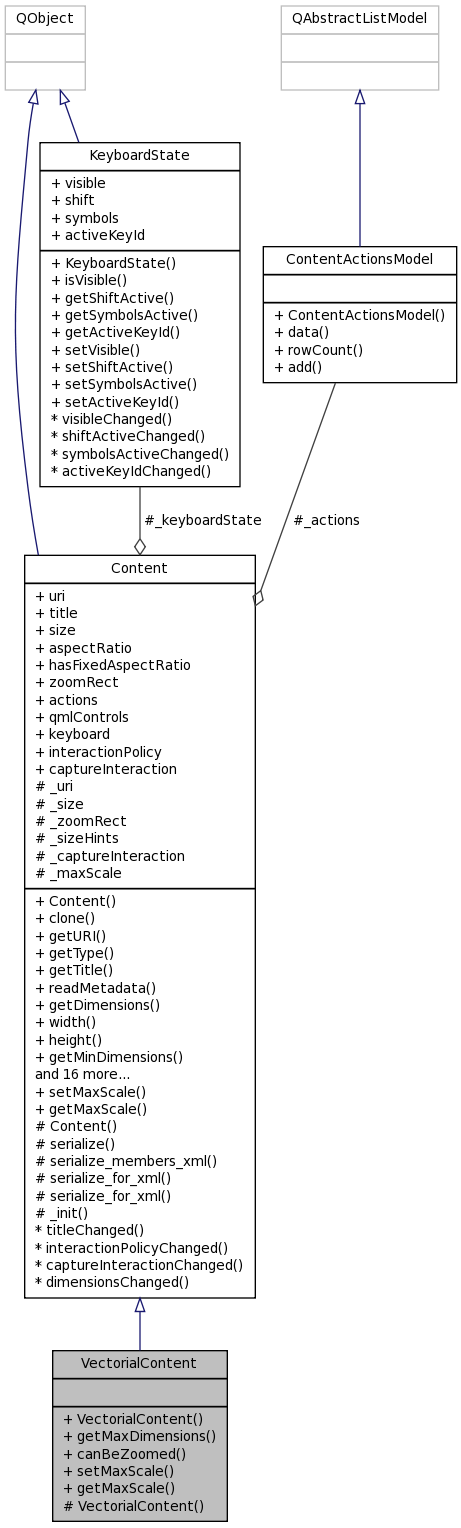 QObject
QAbstractListModel
KeyboardState
+ visible
+ shift
+ symbols
+ activeKeyId
+ KeyboardState()
+ isVisible()
+ getShiftActive()
+ getSymbolsActive()
+ getActiveKeyId()
+ setVisible()
+ setShiftActive()
+ setSymbolsActive()
+ setActiveKeyId()
* visibleChanged()
* shiftActiveChanged()
* symbolsActiveChanged()
* activeKeyIdChanged()
ContentActionsModel
+ ContentActionsModel()
+ data()
+ rowCount()
+ add()
#_keyboardState
#_actions
Content
+ uri
+ title
+ size
+ aspectRatio
+ hasFixedAspectRatio
+ zoomRect
+ actions
+ qmlControls
+ keyboard
+ interactionPolicy
+ captureInteraction
# _uri
# _size
# _zoomRect
# _sizeHints
# _captureInteraction
# _maxScale
+ Content()
+ clone()
+ getURI()
+ getType()
+ getTitle()
+ readMetadata()
+ getDimensions()
+ width()
+ height()
+ getMinDimensions()
and 16 more...
+ setMaxScale()
+ getMaxScale()
# Content()
# serialize()
# serialize_members_xml()
# serialize_for_xml()
# serialize_for_xml()
# _init()
* titleChanged()
* interactionPolicyChanged()
* captureInteractionChanged()
* dimensionsChanged()
VectorialContent
+ VectorialContent()
+ getMaxDimensions()
+ canBeZoomed()
+ setMaxScale()
+ getMaxScale()
# VectorialContent()